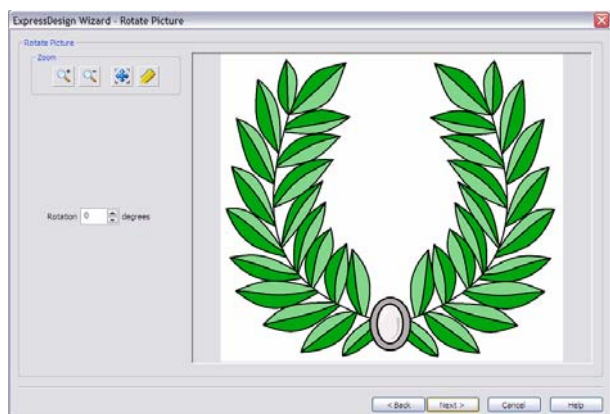 ExpressDesign Wizard - Rotate Picture
Rotate Picture
Zoom
Rotation 0 degrees
< Back Next > Cancel Help